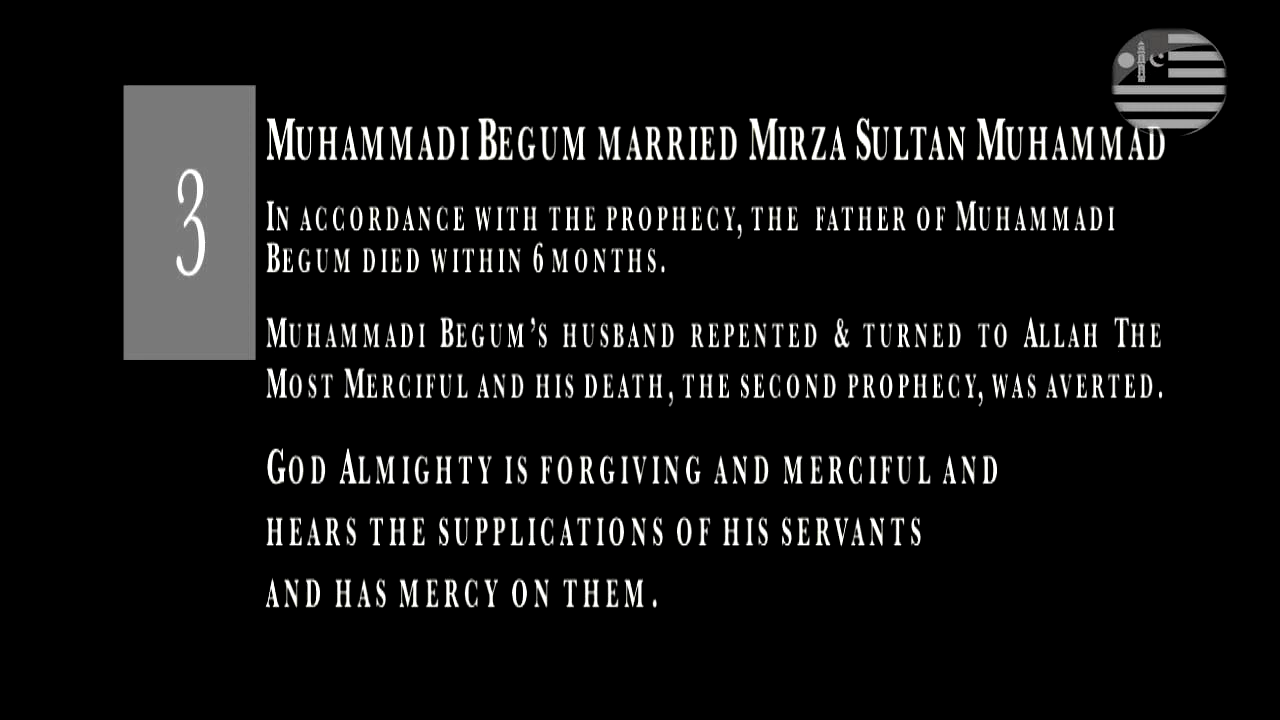 3
MUHAMMADI BEGUM MARRIED MIRZA SULTAN MUHAMMAD
IN ACCORDANCE WITH THE PROPHECY, THE FATHER OF MUHAMMADI
BEGUM DIED WITHIN 6 MONTHS.
MUHAMMADI BEGUM’S HUSBAND REPENTED & TURNED TO ALLAH THE
MOST MERCIFUL AND HIS DEATH, THE SECOND PROPHECY, WAS AVERTED.
GOD ALMIGHTY IS FORGIVING AND MERCIFUL AND
HEARS THE SUPPLICATIONS OF HIS SERVANTS
AND HAS MERCY ON THEM.